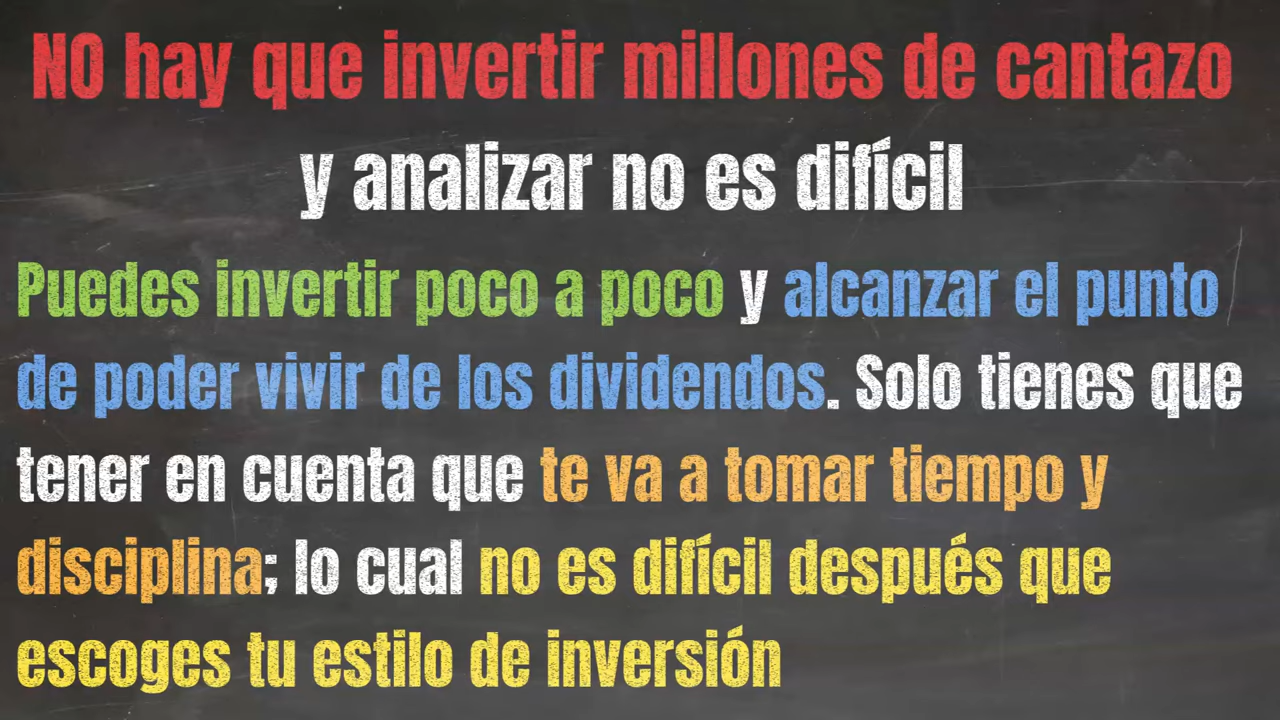 NO hay que invertir millones de cantazo
y analizar no es difícil
Puedes invertir poco a poco y alcanzar el punto
de poder vivir de los dividendos. Solo tienes que
tener en cuenta que te va a tomar tiempo y
disciplina; lo cual no es difícil después que
escoges tu estilo de inversión